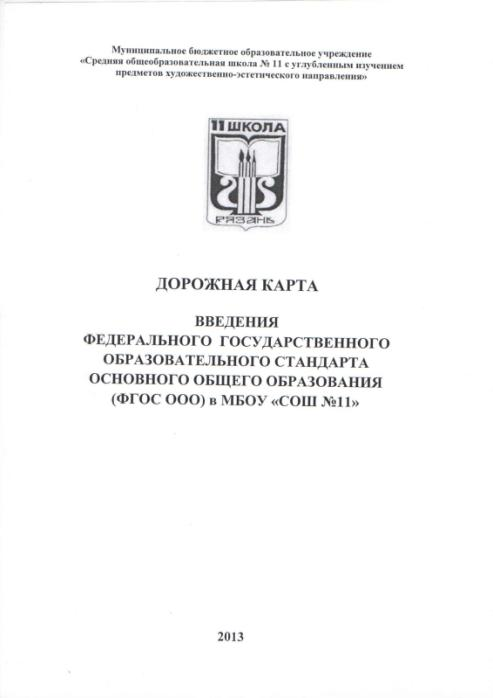 Муниципальное бюджетное образовательное учреждение
«Средняя общеобразовательная школа № 11 с углубленным изучением
предметов художественно-эстетического направления»
11 ШКОЛА
РЯЗАНЬ
ДОРОЖНАЯ КАРТА
ВВЕДЕНИЯ
ФЕДЕРАЛЬНОГО ГОСУДАРСТВЕННОГО
ОБРАЗОВАТЕЛЬНОГО СТАНДАРТА
ОСНОВНОГО ОБЩЕГО ОБРАЗОВАНИЯ
(ФГОС ООО) в МБОУ «СОШ №11»
2013